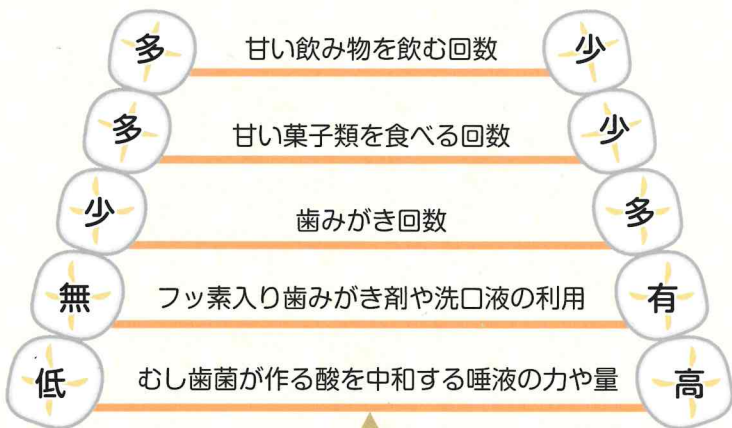 多 甘い飲み物を飲む回数 少
多 甘い菓子類を食べる回数 少
少 歯みがき回数 多
無 フッ素入り歯みがき剤や洗口液の利用 有
低 むし歯菌が作る酸を中和する唾液の力や量 高